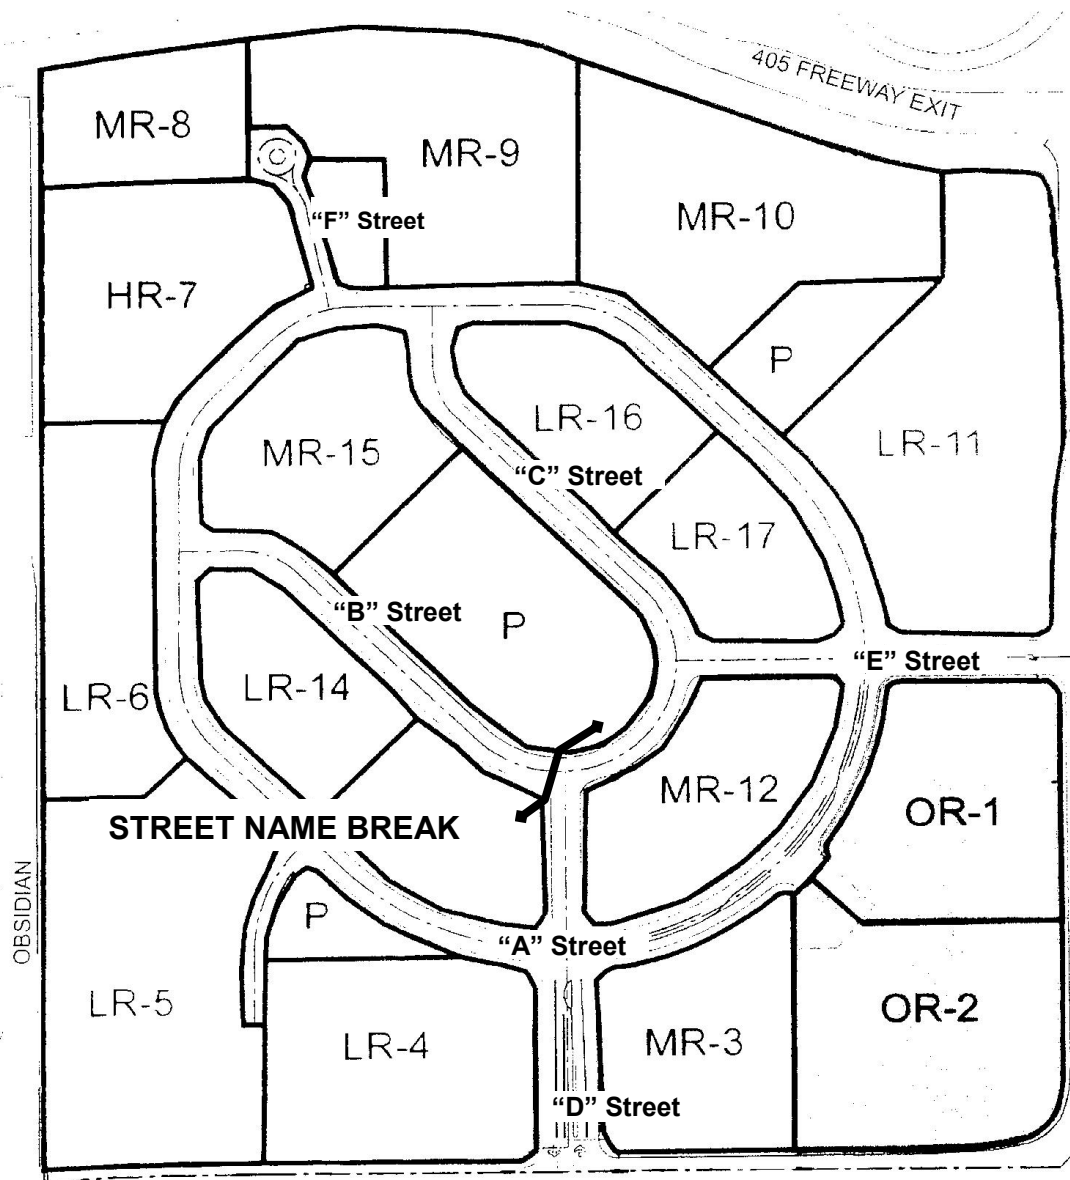 405 FREEWAY EXIT
MR-8
MR-9
MR-10
“F” Street
HR-7
P
LR-16
MR-15
LR-11
“C” Street
LR-17
“B” Street
P
“E” Street
LR-6
LR-14
MR-12
OR-1
STREET NAME BREAK
OBSIDIAN
P
“A” Street
LR-5
OR-2
LR-4
MR-3
“D” Street